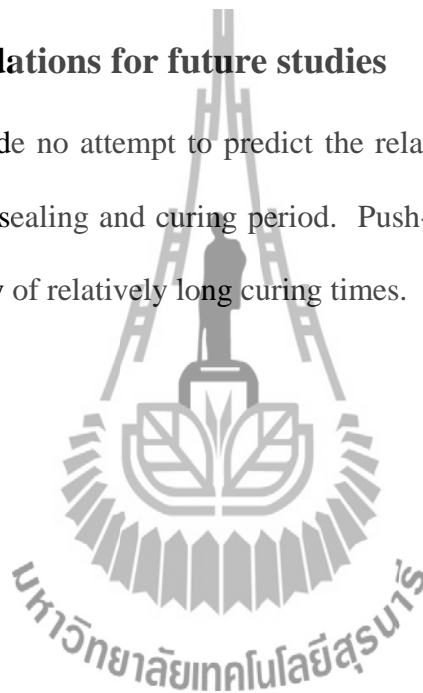 lations for future studies
de no attempt to predict the rela
sealing and curing period. Push-
of relatively long curing times.
มหาวิทยาลัยเทคโนโลยีสุรนารี